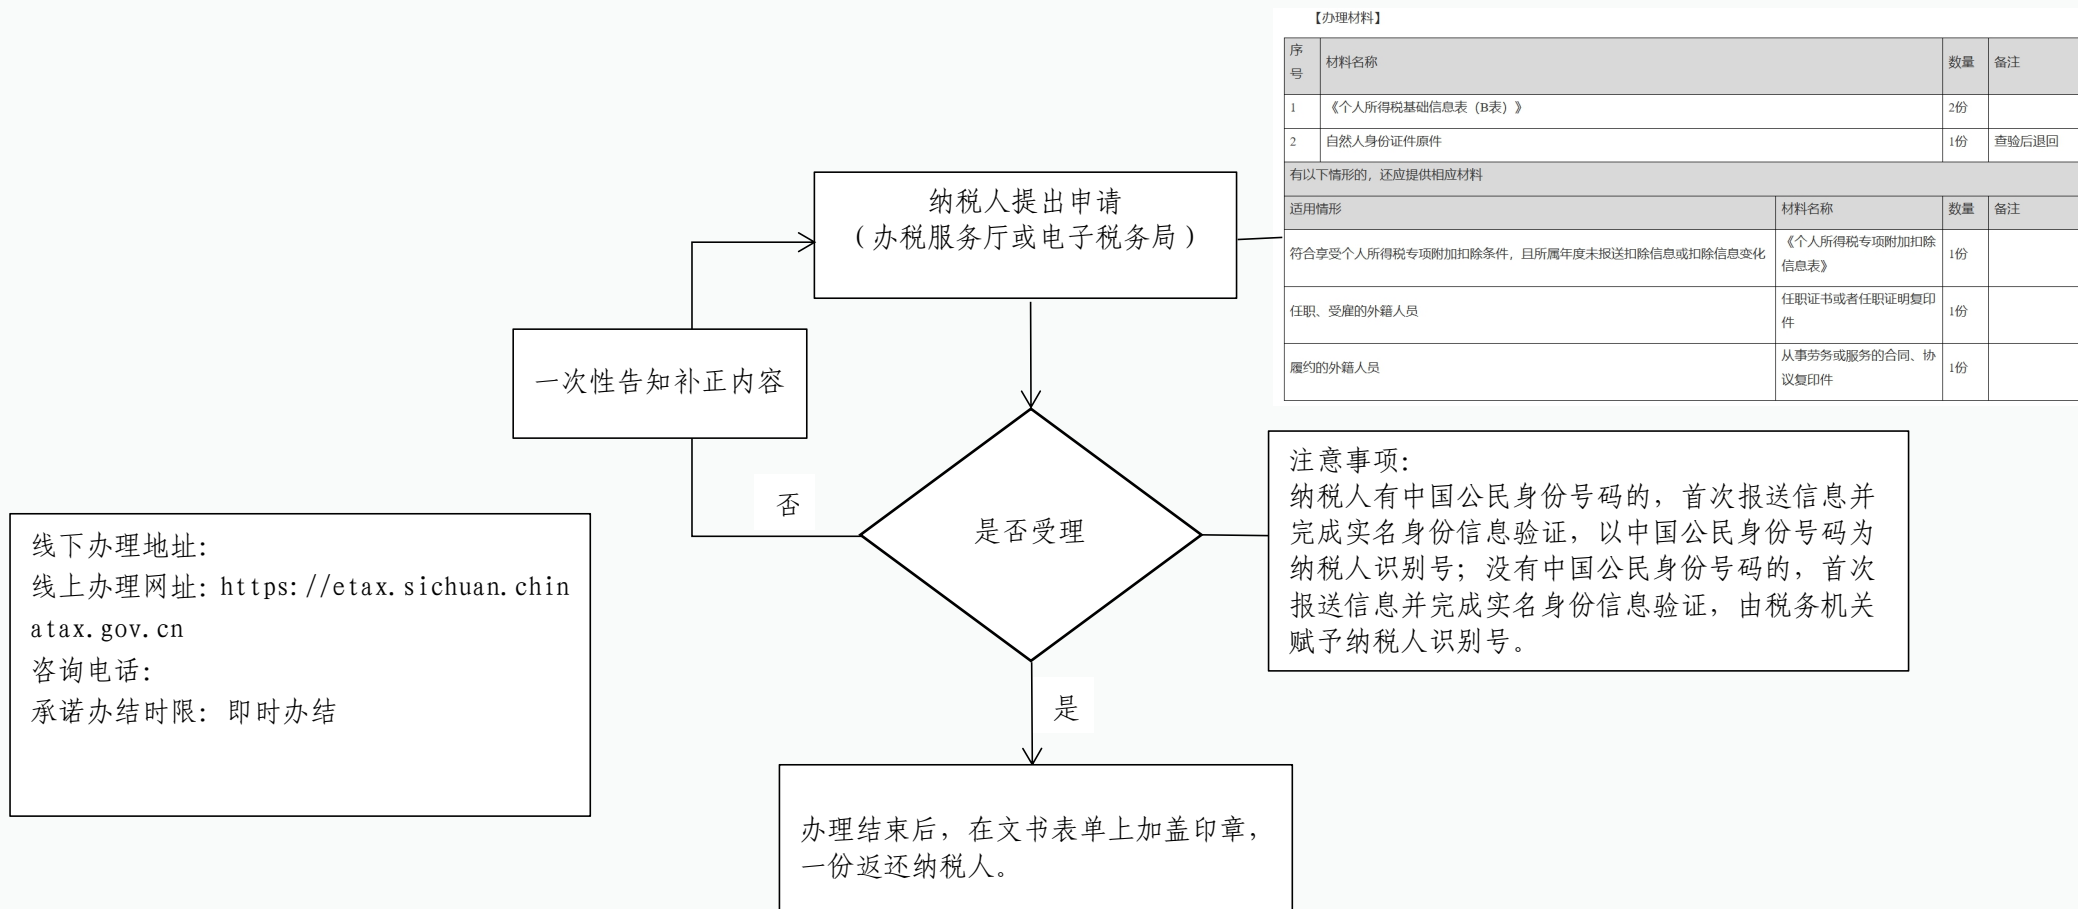 【办理材料】
序号 材料名称 数量 备注
1 《个人所得税基础信息表（B表）》 2份
2 自然人身份证件原件 1份 查验后退回
有以下情形的，还应提供相应材料
适用情形 材料名称 数量 备注
符合享受个人所得税专项附加扣除条件，且所属年度未报送扣除信息或扣除信息变化 《个人所得税专项附加扣除
信息表》 1份
任职、受雇的外籍人员 任职证书或者任职证明复印
件 1份
履约的外籍人员 从事劳务或服务的合同、协
议复印件 1份
纳税人提出申请
（办税服务厅或电子税务局）
一次性告知补正内容
否
是否受理
注意事项：
纳税人有中国公民身份号码的，首次报送信息并
完成实名身份信息验证，以中国公民身份号码为
纳税人识别号；没有中国公民身份号码的，首次
报送信息并完成实名身份信息验证，由税务机关
赋予纳税人识别号。
线下办理地址：
线上办理网址：https://etax.sichuan.chin
atax.gov.cn
咨询电话：
承诺办结时限：即时办结
是
办理结束后，在文书表单上加盖印章，
一份返还纳税人。